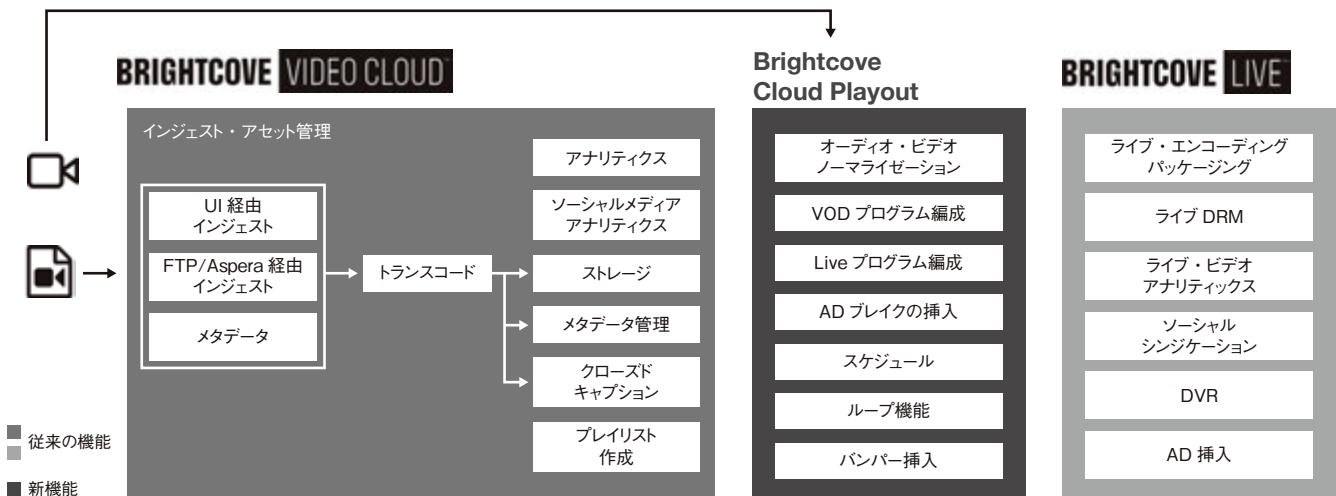 BRIGHTCOVE VIDEO CLOUD™
インジェスト・アセット管理
UI 経由
インジェスト
FTP/Aspera 経由
インジェスト
メタデータ
トランスコード
アナリティクス
ソーシャルメディア
アナリティクス
ストレージ
メタデータ管理
クローズド
キャプション
プレイリスト
作成
従来の機能
新機能
Brightcove
Cloud Playout
オーディオ・ビデオ
ノーマライゼーション
VOD プログラム編成
Live プログラム編成
AD ブレイクの挿入
スケジュール
ループ機能
バンパー挿入
BRIGHTCOVE LIVE™
ライブ・エンコーディング
パッケージング
ライブ DRM
ライブ・ビデオ
アナリティックス
ソーシャル
シンジケーション
DVR
AD 挿入